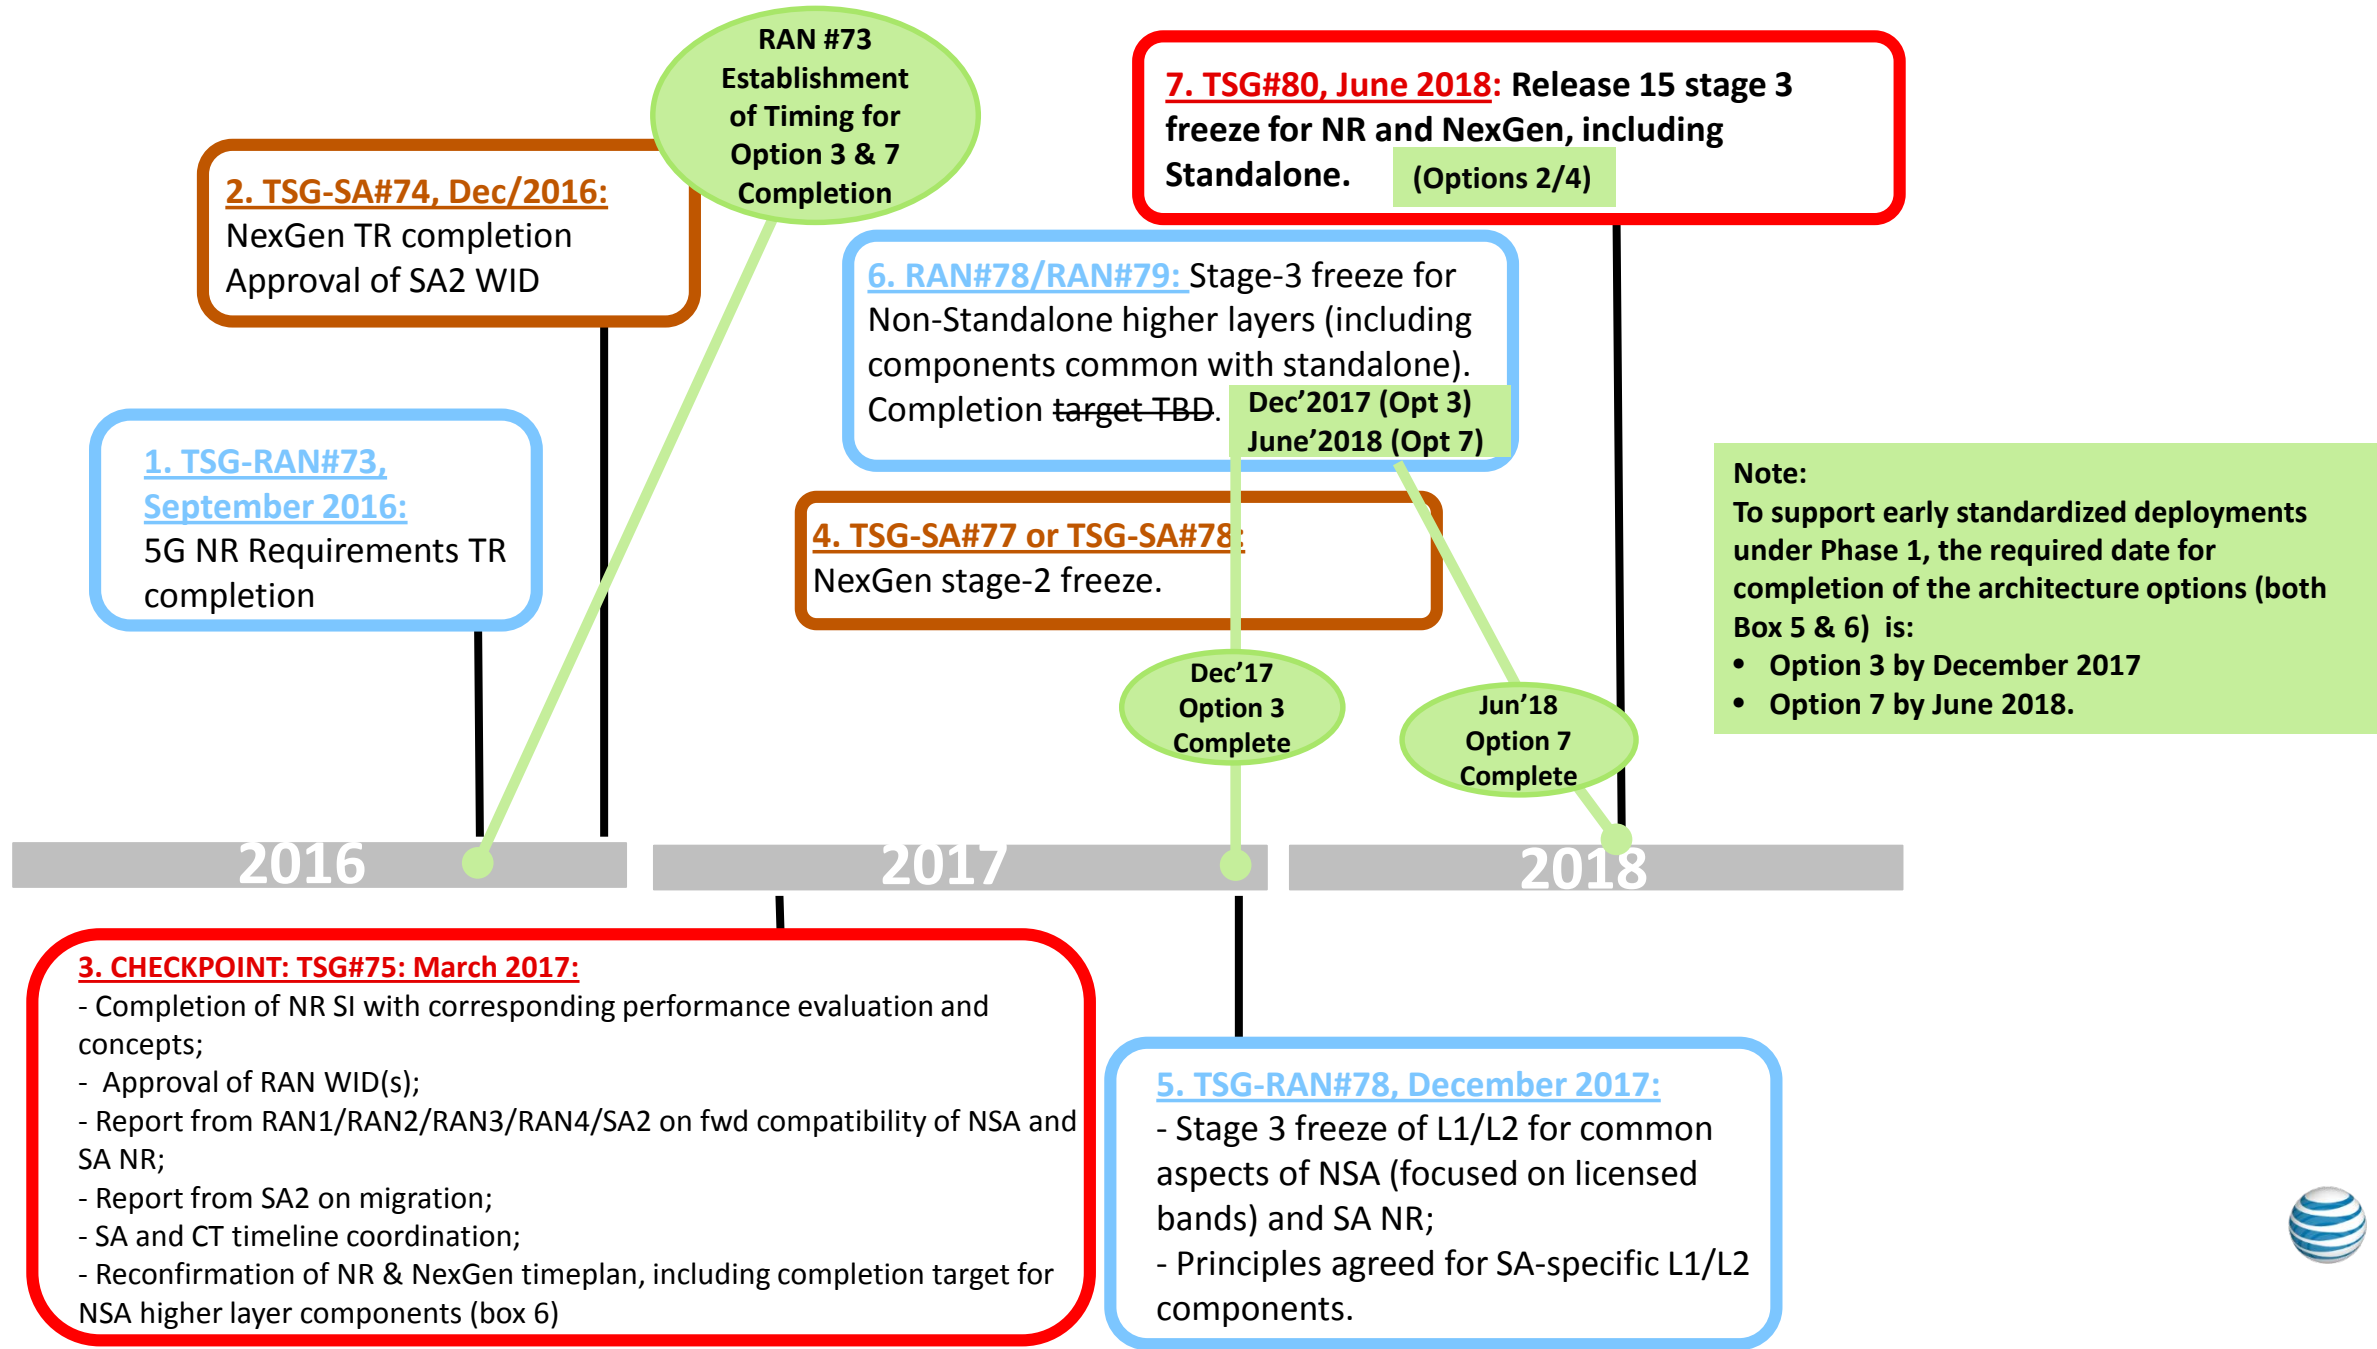 RAN #73
Establishment
of Timing for
Option 3 & 7
Completion
7. TSG#80, June 2018: Release 15 stage 3
freeze for NR and NexGen, including
Standalone.
(Options 2/4)
2. TSG-SA#74, Dec/2016:
NexGen TR completion
Approval of SA2 WID
6. RAN#78/RAN#79: Stage-3 freeze for
Non-Standalone higher layers (including
components common with standalone).
Completion target TBD.
Dec’2017 (Opt 3)
June’2018 (Opt 7)
1. TSG-RAN#73,
September 2016:
5G NR Requirements TR
completion
4. TSG-SA#77 or TSG-SA#78:
NexGen stage-2 freeze.
Note:
To support early standardized deployments
under Phase 1, the required date for
completion of the architecture options (both
Box 5 & 6) is:
• Option 3 by December 2017
• Option 7 by June 2018.
Dec’17
Option 3
Complete
Jun’18
Option 7
Complete
2016
2017
2018
3. CHECKPOINT: TSG#75: March 2017:
- Completion of NR SI with corresponding performance evaluation and
concepts;
- Approval of RAN WID(s);
- Report from RAN1/RAN2/RAN3/RAN4/SA2 on fwd compatibility of NSA and
SA NR;
- Report from SA2 on migration;
- SA and CT timeline coordination;
- Reconfirmation of NR & NexGen timeplan, including completion target for
NSA higher layer components (box 6)
5. TSG-RAN#78, December 2017:
- Stage 3 freeze of L1/L2 for common
aspects of NSA (focused on licensed
bands) and SA NR;
- Principles agreed for SA-specific L1/L2
components.